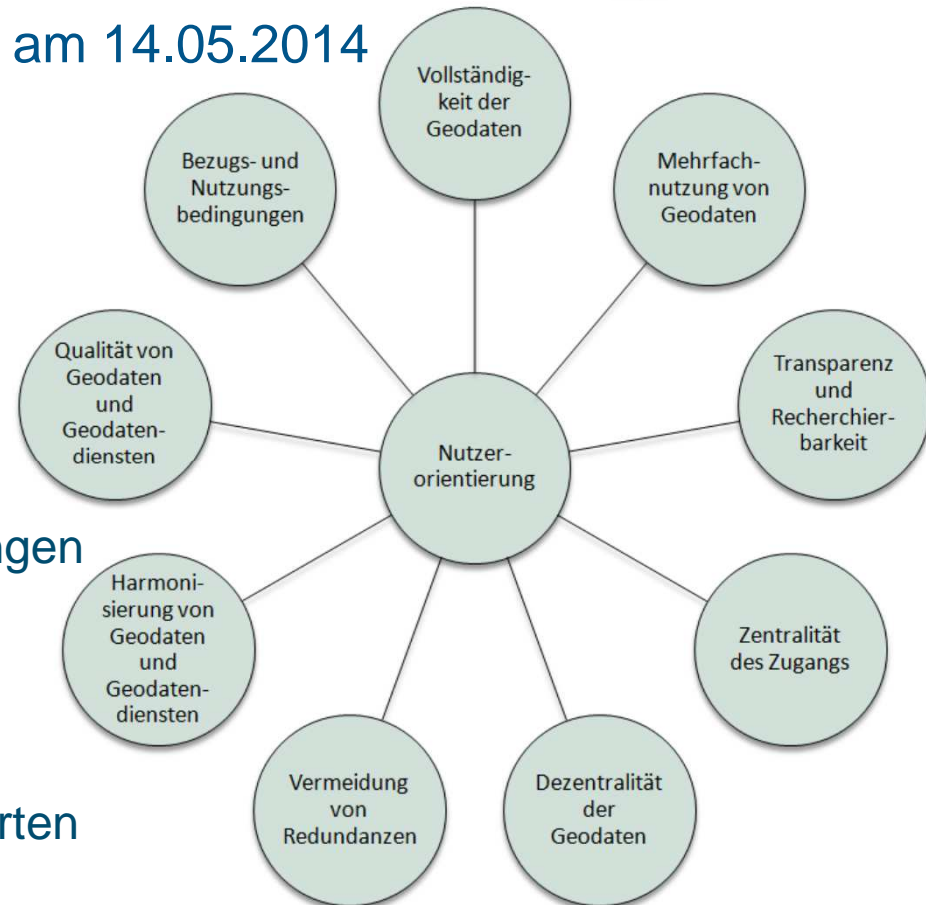 am 14.05.2014
Vollständig-
keit der
Geodaten
Mehrfach-
nutzung von
Geodaten
Transparenz
und
Recherchier-
barkeit
Zentralität
des Zugangs
Dezentralität
der
Geodaten
Vermeidung
von
Redundanzen
Harmoni-
sierung von
Geodaten
und
Geodaten-
diensten
Qualität von
Geodaten
und
Geodaten-
diensten
Bezugs- und
Nutzungs-
bedingungen
Nutzer-
orientierung
ngen
rten